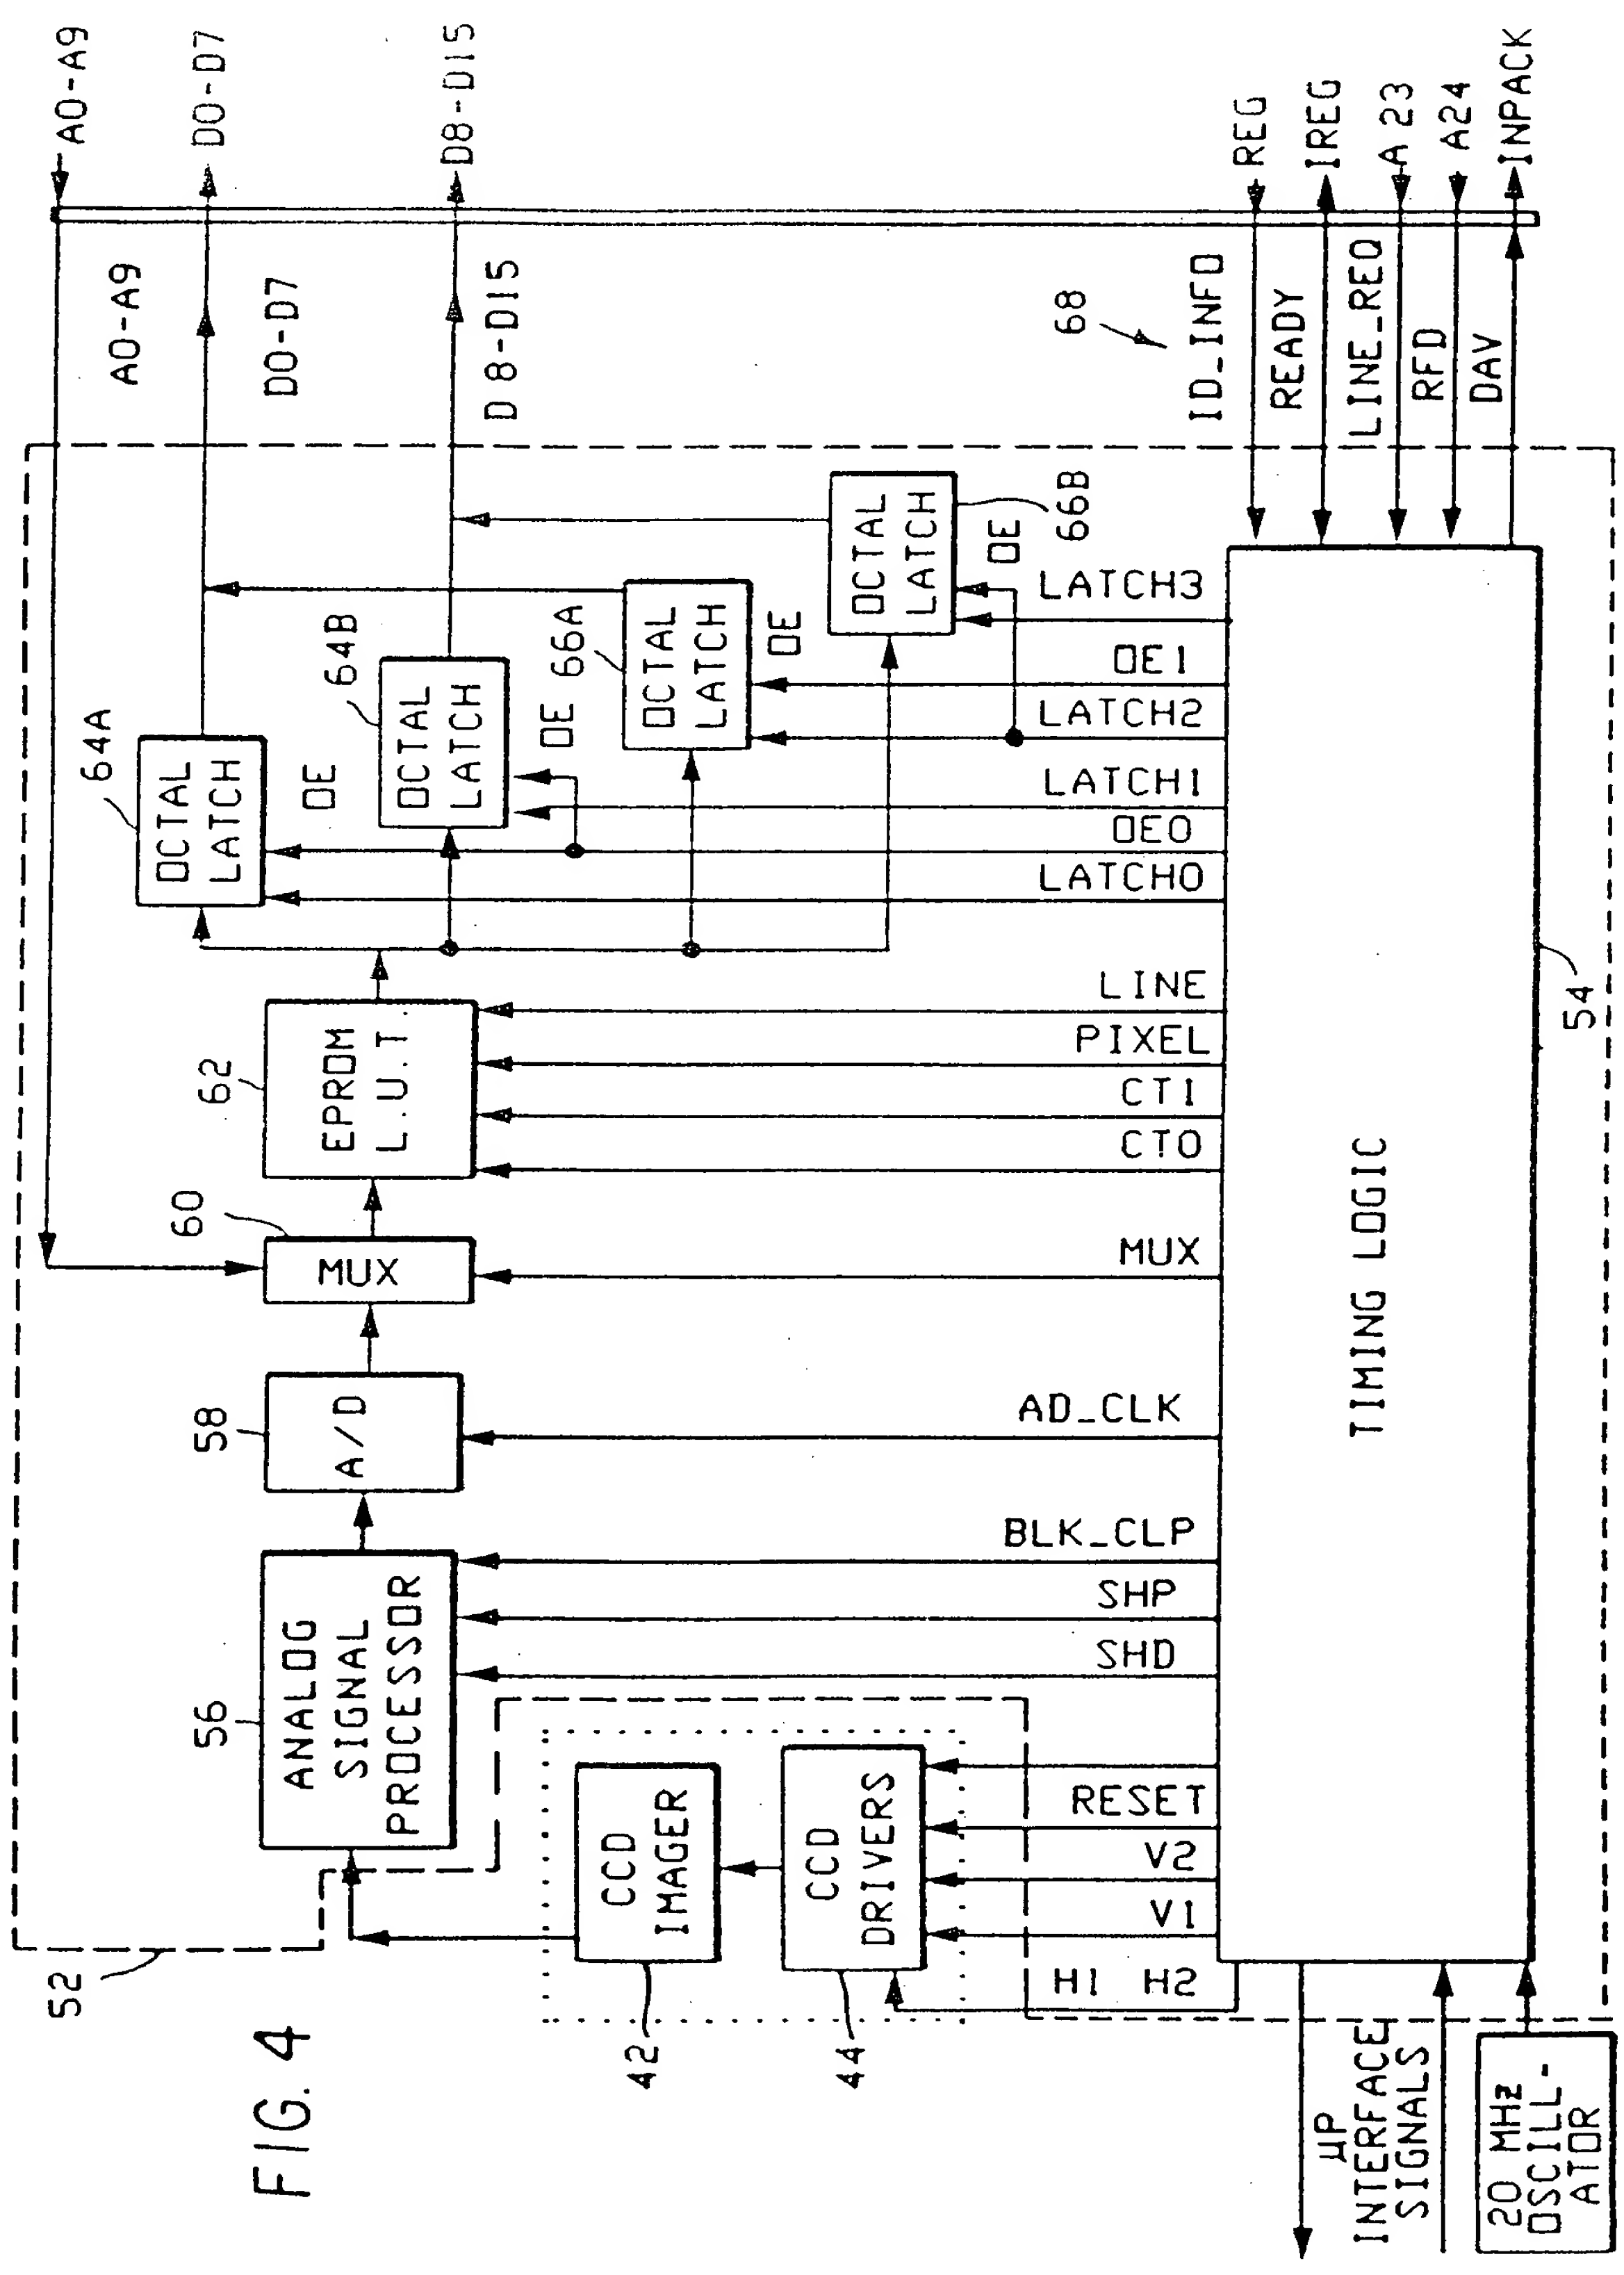 FIG. 4
52
A0-A9
A0-A9
D0-D7
D0-D7
D8-D15
D8-D15
64A
OCTAL
LATCH
OE
64B
OCTAL
LATCH
OE
66A
OCTAL
LATCH
OE
66B
OCTAL
LATCH
OE
56
ANALOG
SIGNAL
PROCESSOR
58
A/D
60
MUX
62
EPROM
L.U.T.
42
CCD
IMAGER
44
CCD
DRIVERS
H1 H2
V1
V2
RESET
SHD
SHP
BLK_CLP
AD_CLK
MUX
CT0
CT1
PIXEL
LINE
LATCH0
OE0
LATCH1
LATCH2
OE1
LATCH3
68
ID_INFO
REG
READY
IREG
LINE_REQ
A 23
RFD
A24
DAV
INPACK
TIMING LOGIC
54
µP
INTERFACE
SIGNALS
20 MHz
OSCILL-
ATOR